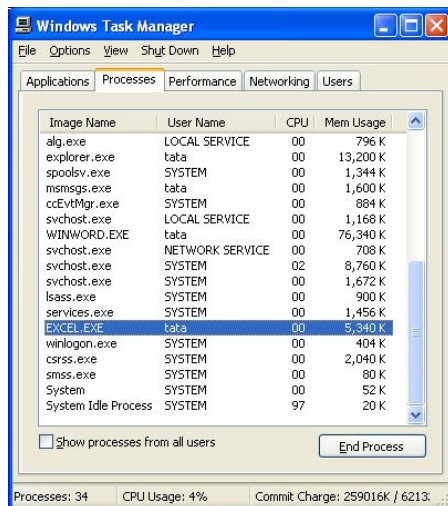 Windows Task Manager
File Options View Shut Down Help
Applications Processes Performance Networking Users
Image Name User Name CPU Mem Usage
alg.exe LOCAL SERVICE 00 796 K
explorer.exe tata 00 13,200 K
spoolsv.exe SYSTEM 00 1,344 K
msmsgs.exe tata 00 1,600 K
ccEvtMgr.exe SYSTEM 00 884 K
svchost.exe LOCAL SERVICE 00 1,168 K
WINWORD.EXE tata 00 76,340 K
svchost.exe NETWORK SERVICE 00 708 K
svchost.exe SYSTEM 02 8,760 K
svchost.exe SYSTEM 00 1,672 K
lsass.exe SYSTEM 00 900 K
services.exe SYSTEM 00 1,456 K
EXCEL.EXE tata 00 5,340 K
winlogon.exe SYSTEM 00 404 K
csrss.exe SYSTEM 00 2,040 K
smss.exe SYSTEM 00 80 K
System SYSTEM 00 52 K
System Idle Process SYSTEM 97 20 K
Show processes from all users
End Process
Processes: 34 CPU Usage: 4% Commit Charge: 259016K /